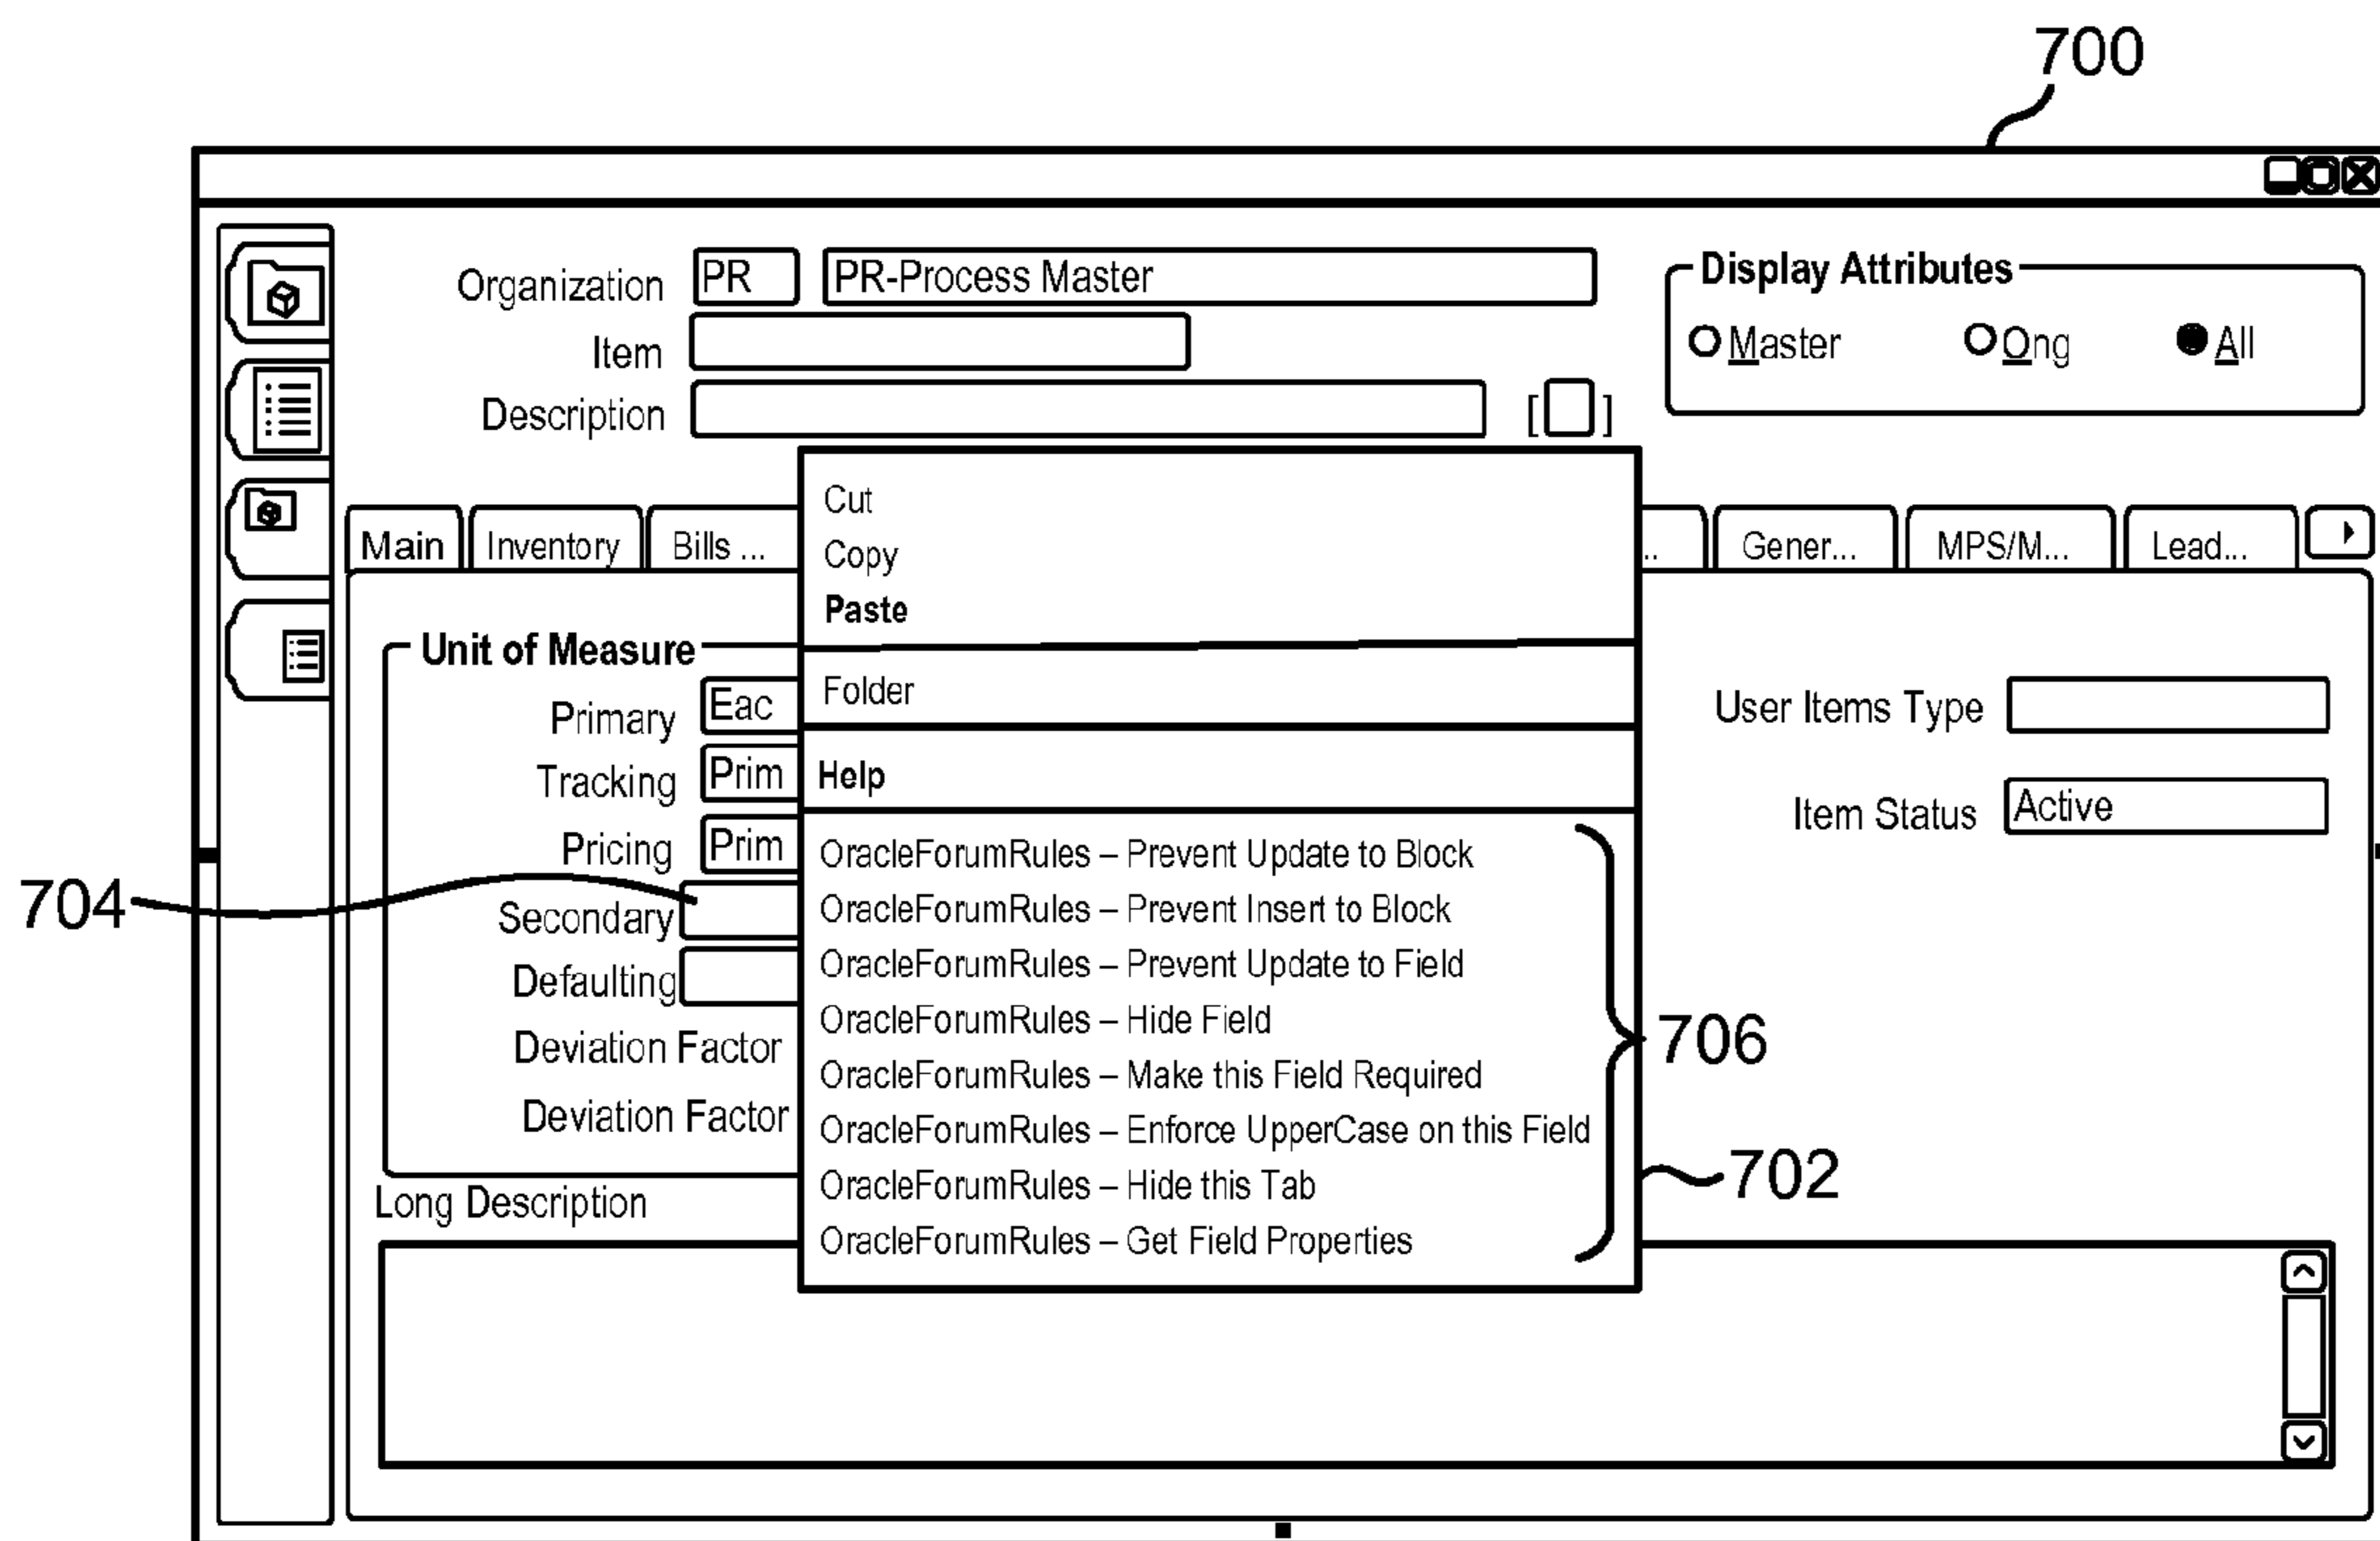 700
Organization PR PR-Process Master
Display Attributes
Item
Master Ong All
Description [ ]
Cut
Copy
Paste
Main Inventory Bills ... .. Gener... MPS/M... Lead...
Unit of Measure
Folder
Primary Eac
User Items Type
Tracking Prim
Help
Item Status Active
Pricing Prim
OracleForumRules – Prevent Update to Block
704
Secondary
OracleForumRules – Prevent Insert to Block
Defaulting
OracleForumRules – Prevent Update to Field
Deviation Factor
OracleForumRules – Hide Field
706
OracleForumRules – Make this Field Required
Deviation Factor
OracleForumRules – Enforce UpperCase on this Field
OracleForumRules – Hide this Tab
702
Long Description
OracleForumRules – Get Field Properties